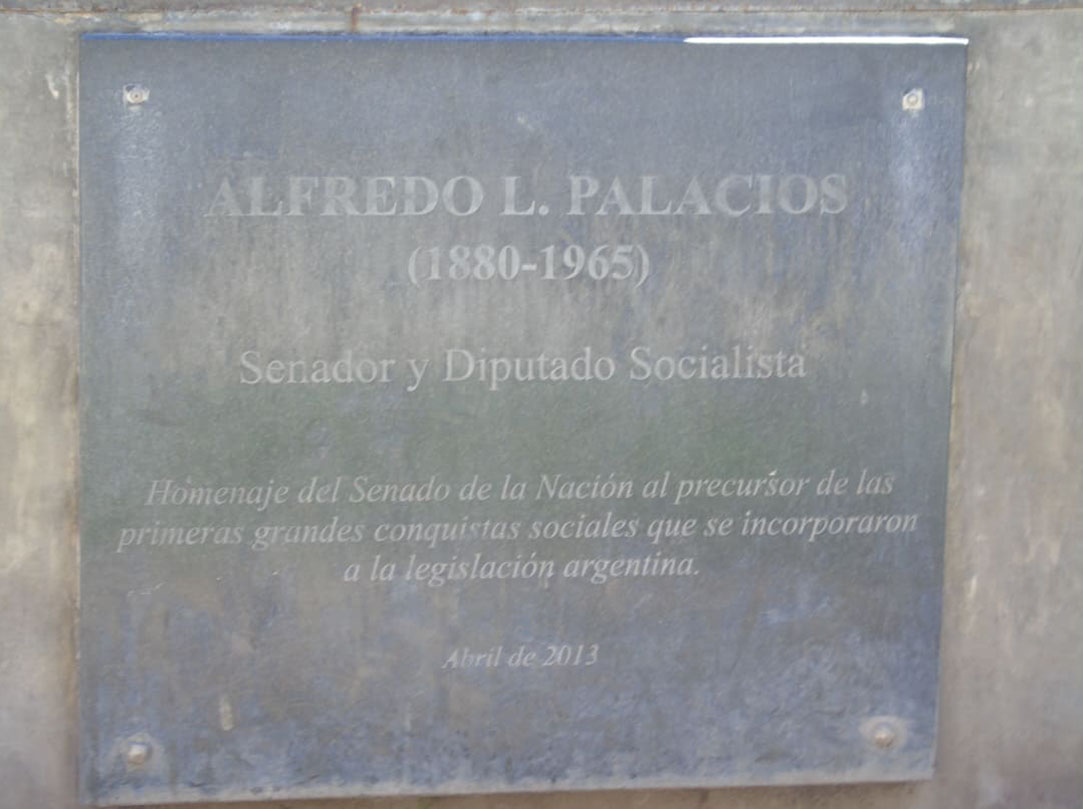 ALFREDO L. PALACIOS
(1880-1965)
Senador y Diputado Socialista
Homenaje del Senado de la Nación al precursor de las
primeras grandes conquistas sociales que se incorporaron
a la legislación argentina.
Abril de 2013